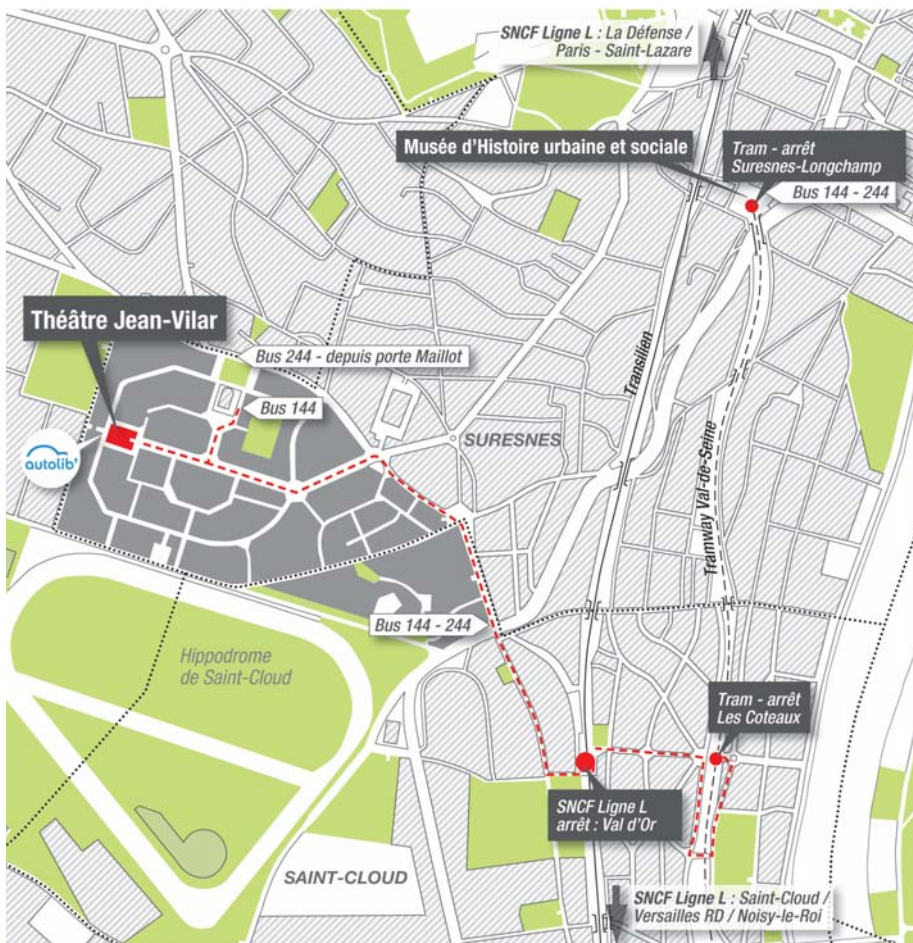 SNCF Ligne L : La Défense /
Paris - Saint-Lazare
Musée d'Histoire urbaine et sociale
Tram - arrêt
Suresnes-Longchamp
Bus 144 - 244
Théâtre Jean-Vilar
Bus 244 - depuis porte Maillot
Bus 144
Transilien
autolib'
SURESNES
Tramway Val-de-Seine
Bus 144 - 244
Hippodrome
de Saint-Cloud
Tram - arrêt
Les Coteaux
SNCF Ligne L
arrêt : Val d'Or
SAINT-CLOUD
SNCF Ligne L : Saint-Cloud /
Versailles RD / Noisy-le-Roi